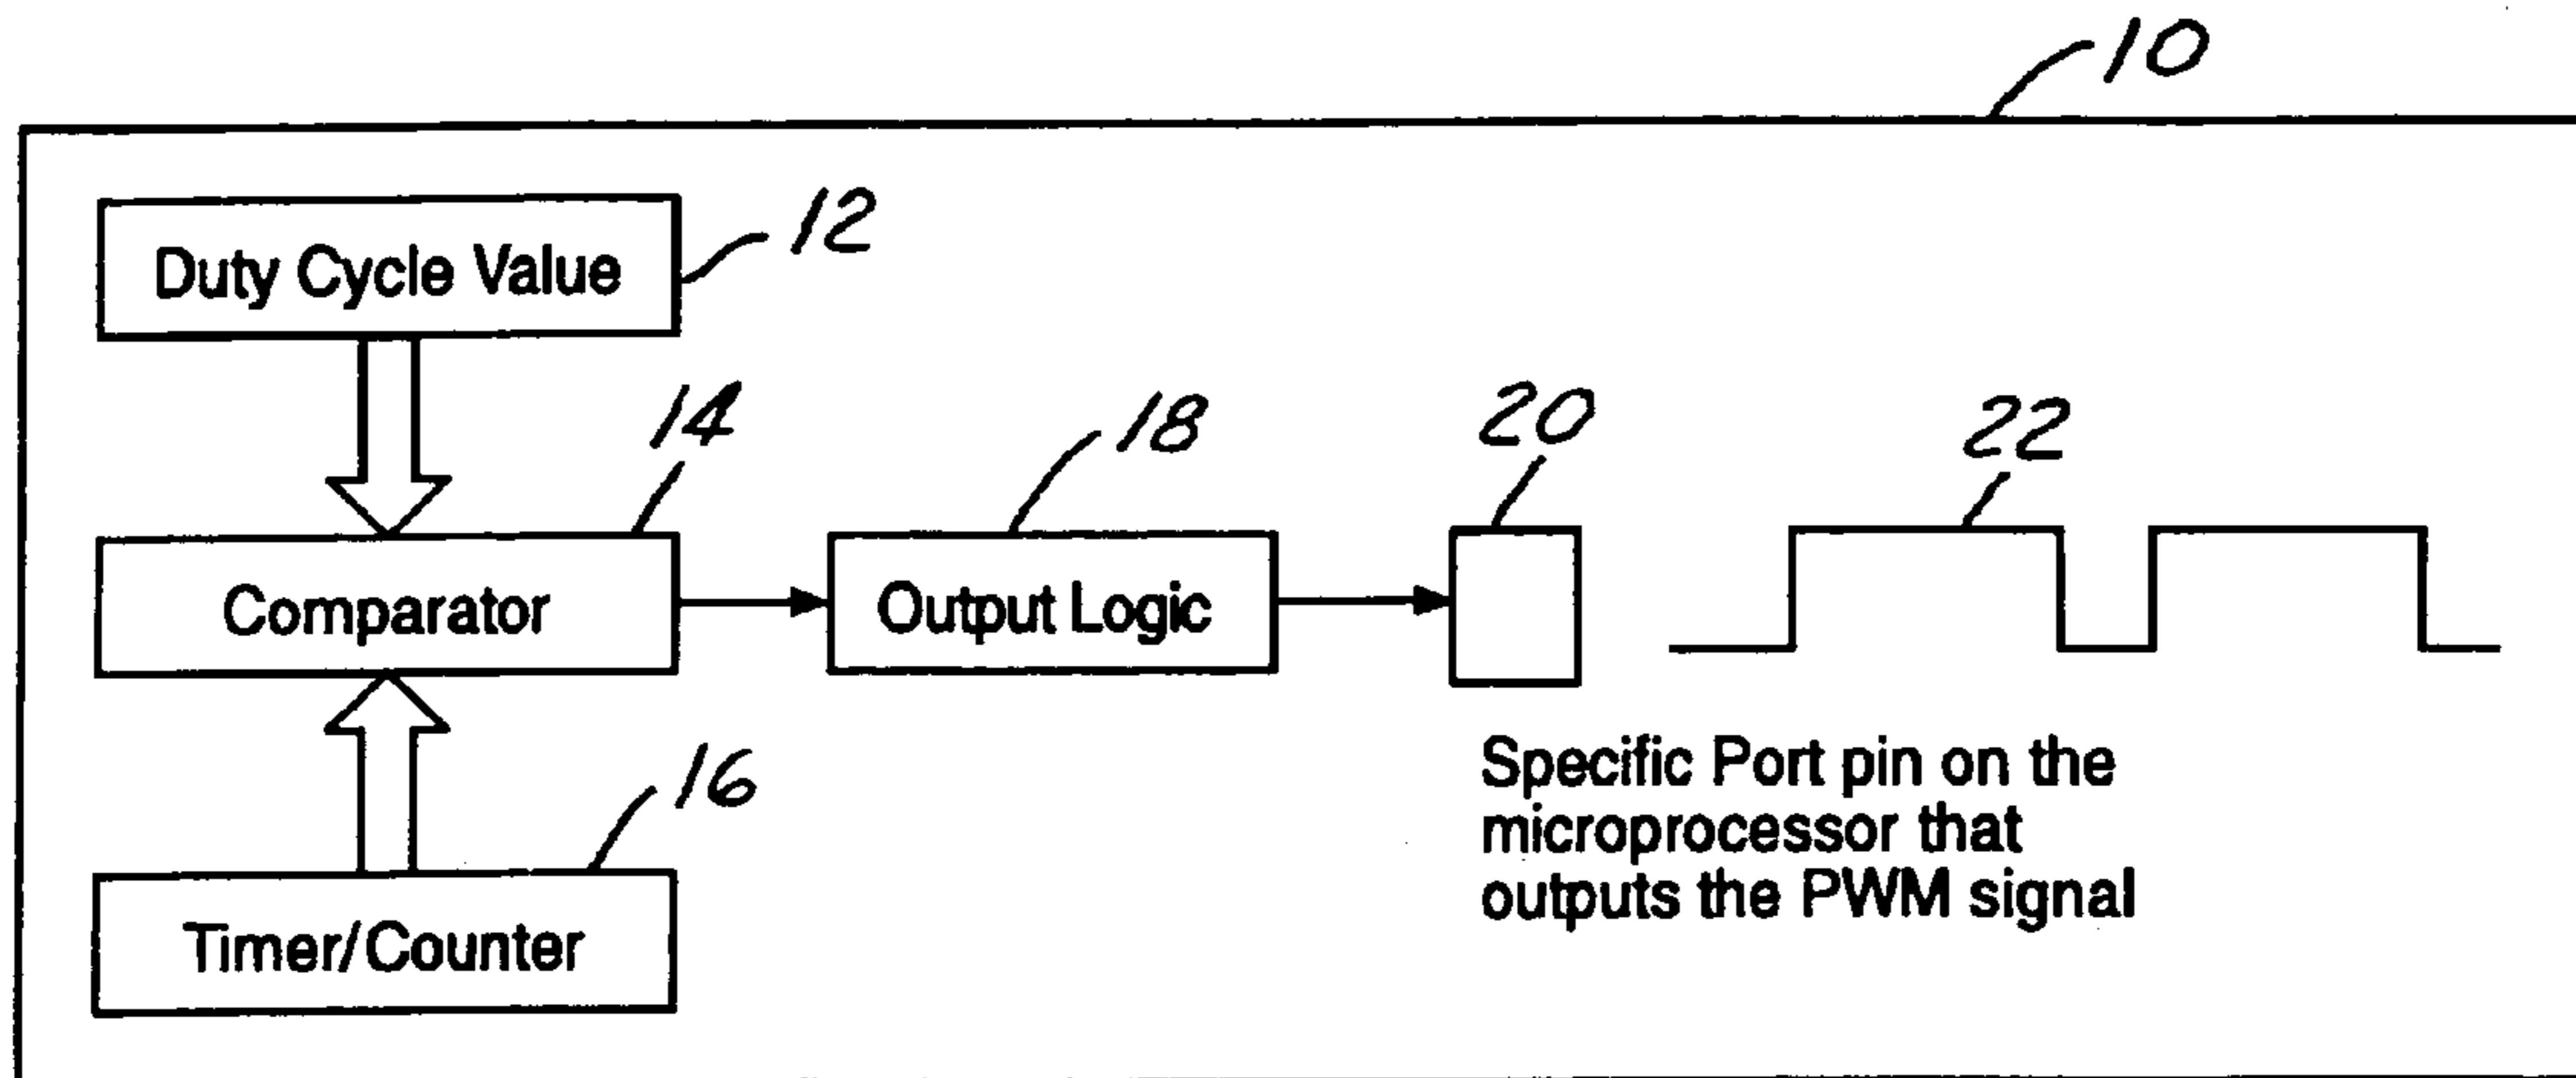 10
Duty Cycle Value
12
14
18
20
22
Comparator
Output Logic
16
Specific Port pin on the
microprocessor that
outputs the PWM signal
Timer/Counter